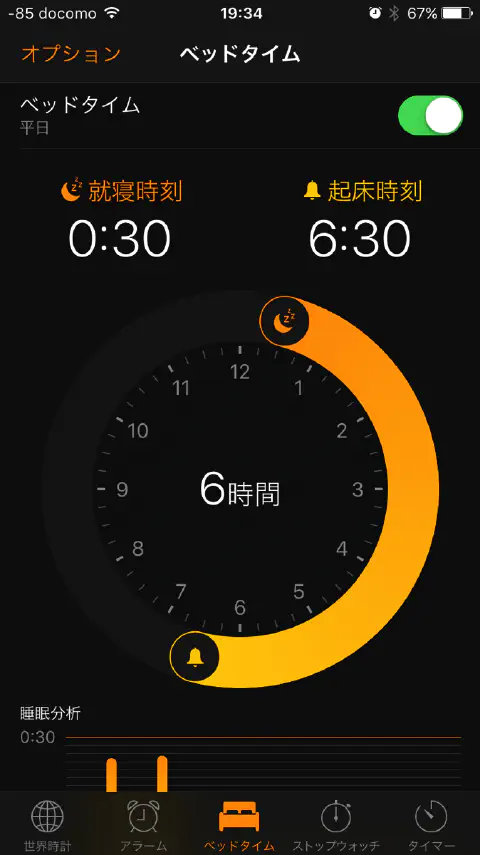 -85 docomo 19:34 67%
オプション ベッドタイム
ベッドタイム
平日
就寝時刻 起床時刻
0:30 6:30
12
11 1
10 2
9 6時間 3
8 4
7 5
6
睡眠分析
0:30
世界時計 アラーム ベッドタイム ストップウォッチ タイマー